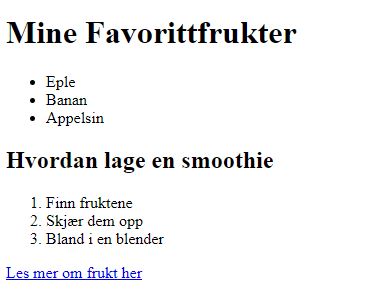 Mine Favorittfrukter
• Eple
• Banan
• Appelsin
Hvordan lage en smoothie
1. Finn fruktene
2. Skjær dem opp
3. Bland i en blender
Les mer om frukt her